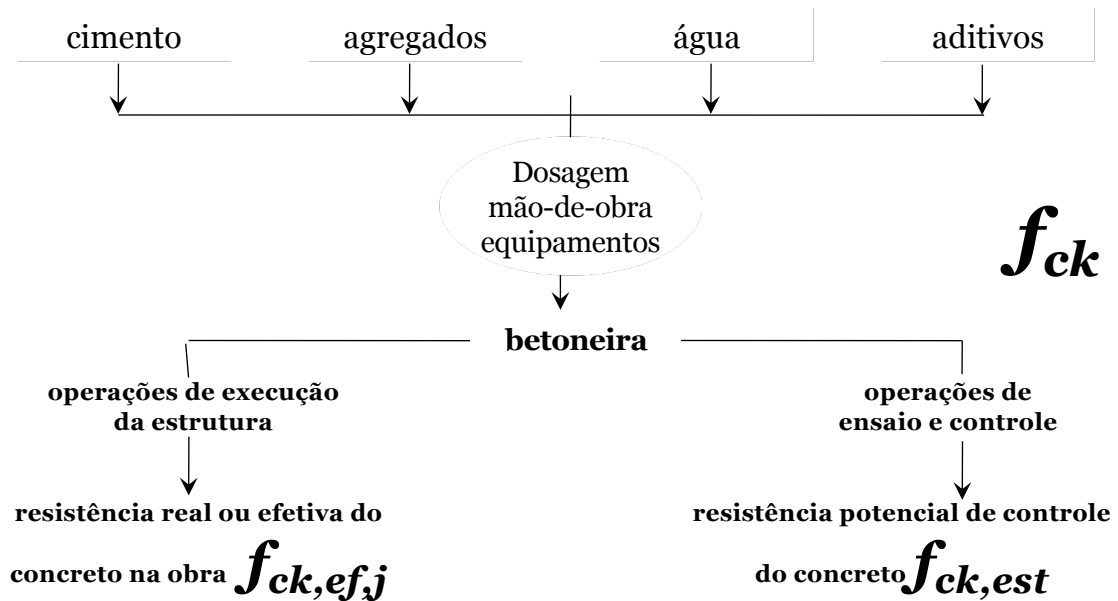 cimento
agregados
água
aditivos
Dosagem
mão-de-obra
equipamentos
fck
betoneira
operações de execução
da estrutura
operações de
ensaio e controle
resistência real ou efetiva do
concreto na obra fck,ef,j
resistência potencial de controle
do concreto fck,est